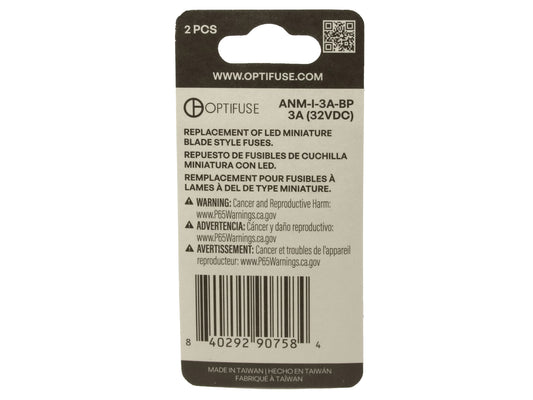 2 PCS
WWW.OPTIFUSE.COM
OPTIFUSE
ANM-I-3A-BP
3A (32VDC)
REPLACEMENT OF LED MINIATURE
BLADE STYLE FUSES.
REPUESTO DE FUSIBLES DE CUCHILLA
MINIATURA CON LED.
REMPLACEMENT POUR FUSIBLES À
LAMES À DEL DE TYPE MINIATURE.
WARNING: Cancer and Reproductive Harm:
www.P65Warnings.ca.gov
ADVERTENCIA: Cáncer y daño reproductivo:
www.P65Warnings.ca.gov
AVERTISSEMENT: Cancer et troubles de l'appareil
reproducteur: www.P65Warnings.ca.gov
8 40292 90758 4
MADE IN TAIWAN | HECHO EN TAIWÁN
FABRIQUÉ À TAÏWAN